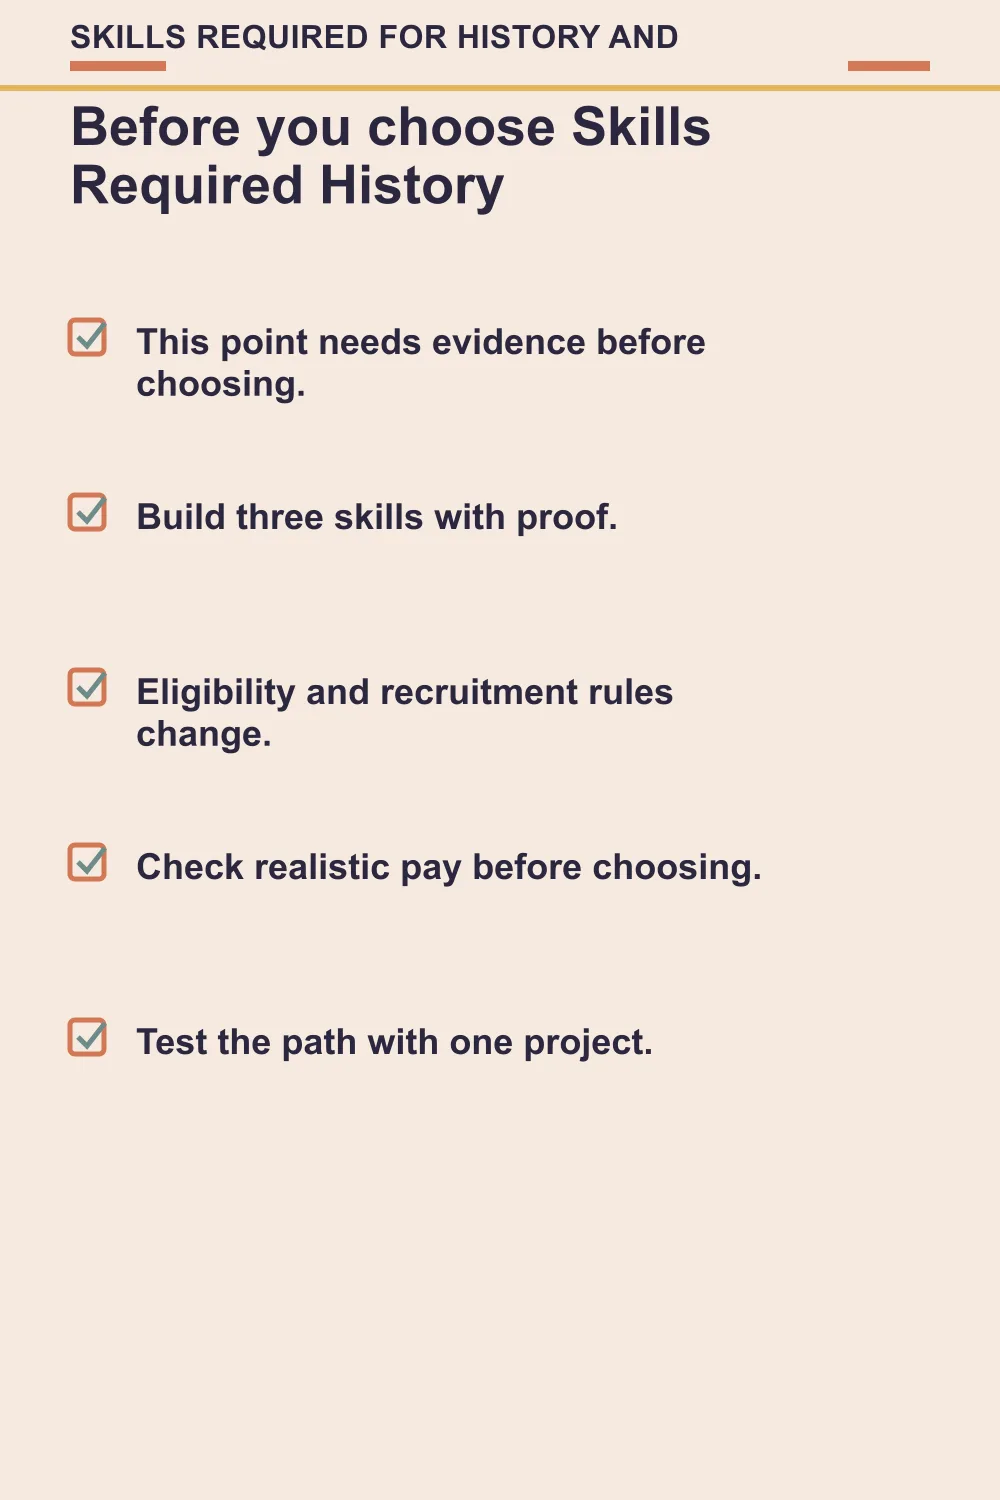 SKILLS REQUIRED FOR HISTORY AND
Before you choose Skills
Required History
This point needs evidence before
choosing.
Build three skills with proof.
Eligibility and recruitment rules
change.
Check realistic pay before choosing.
Test the path with one project.